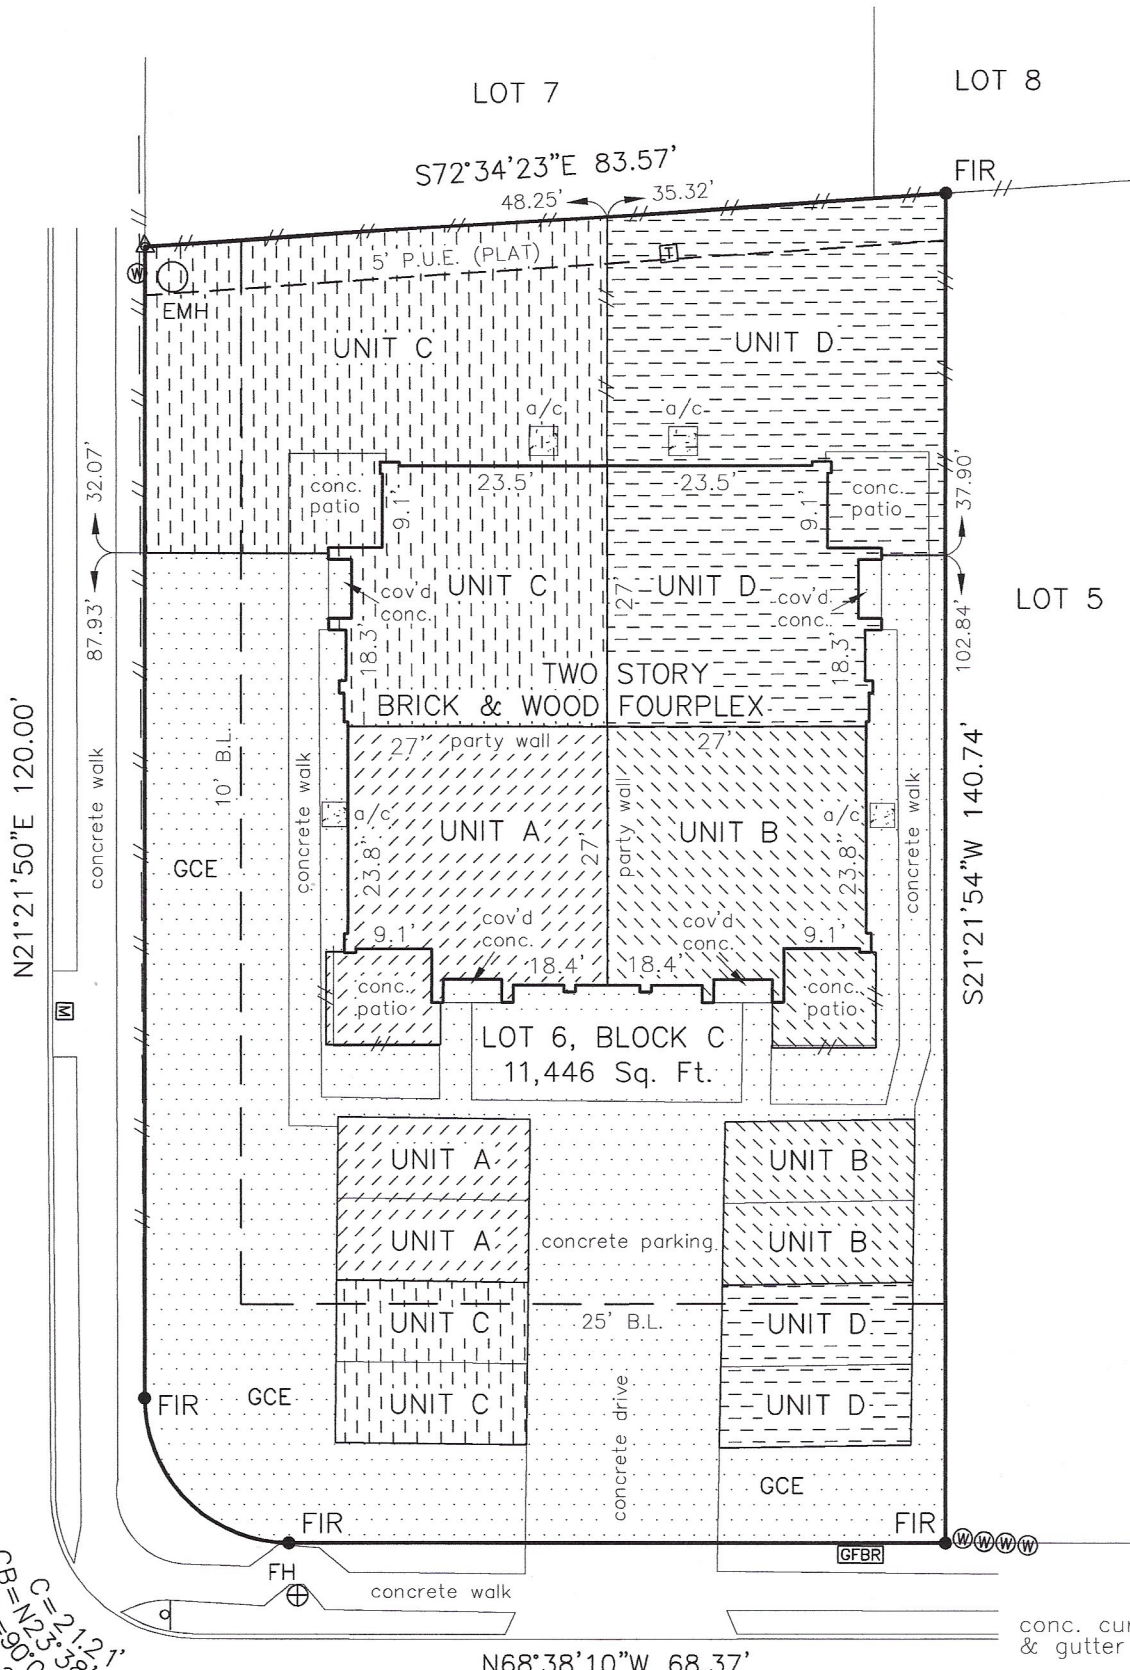 LOT 7
LOT 8
S72°34'23"E 83.57'
FIR
48.25'
35.32'
5' P.U.E. (PLAT)
T
W
EMH
UNIT C
UNIT D
a/c
a/c
32.07'
37.90'
23.5'
23.5'
conc.
patio
9.1'
9.1'
conc.
patio
UNIT C
27'
UNIT D
cov'd
conc.
cov'd
conc.
LOT 5
87.93'
102.84'
18.3'
18.3'
TWO STORY
BRICK & WOOD FOURPLEX
27'
party wall
27'
N21°21'50"E 120.00'
concrete walk
10' B.L.
concrete walk
a/c
UNIT A
party wall
UNIT B
a/c
concrete walk
S21°21'54"W 140.74'
GCE
23.8'
27'
23.8'
9.1'
cov'd
conc.
cov'd
conc.
9.1'
18.4'
18.4'
conc.
patio
conc.
patio
M
LOT 6, BLOCK C
11,446 Sq. Ft.
UNIT A
UNIT B
UNIT A
concrete parking
UNIT B
UNIT C
25' B.L.
UNIT D
FIR
GCE
UNIT C
concrete drive
UNIT D
GCE
FIR
FIR
W W W W
GFBR
FH
concrete walk
C=21.21'
CB=N23°38'
conc. cu
& gutter
N68°38'10"W 68.37'